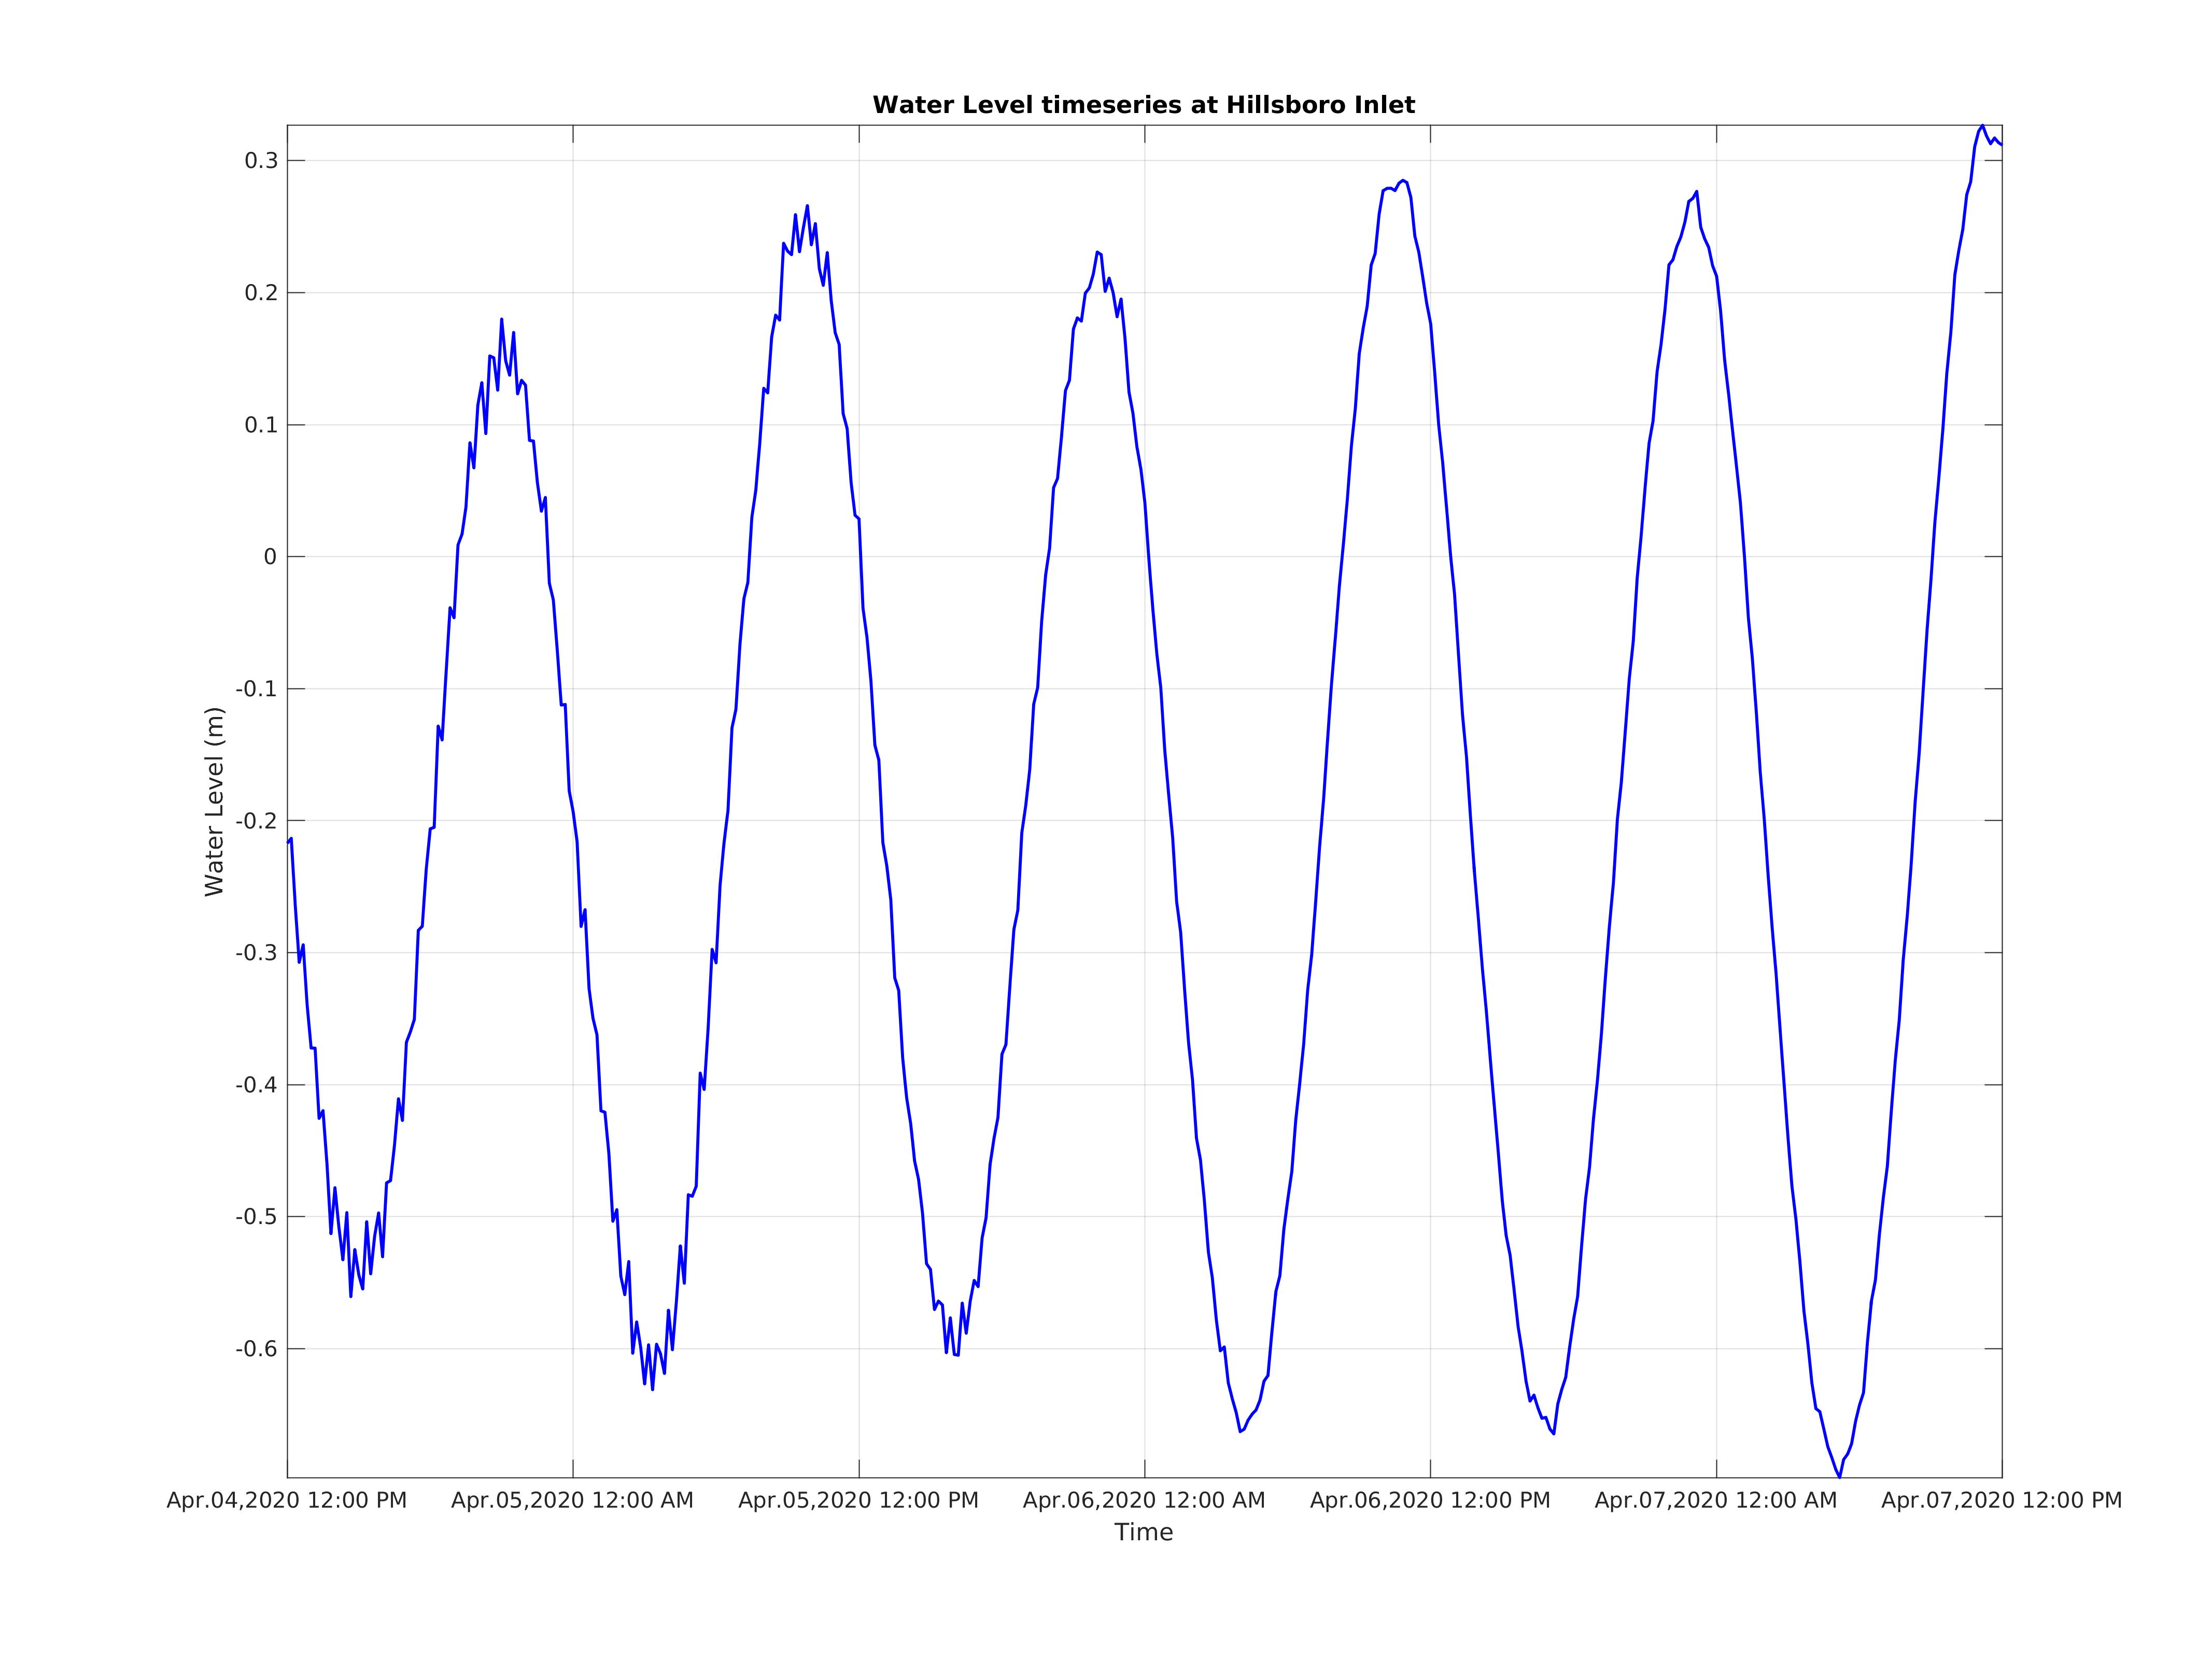 Water Level timeseries at Hillsboro Inlet
0.3
0.2
0.1
0
-0.1
-0.2
-0.3
-0.4
-0.5
-0.6
Water Level (m)
Apr.04,2020 12:00 PM Apr.05,2020 12:00 AM Apr.05,2020 12:00 PM Apr.06,2020 12:00 AM Apr.06,2020 12:00 PM Apr.07,2020 12:00 AM Apr.07,2020 12:00 PM
Time